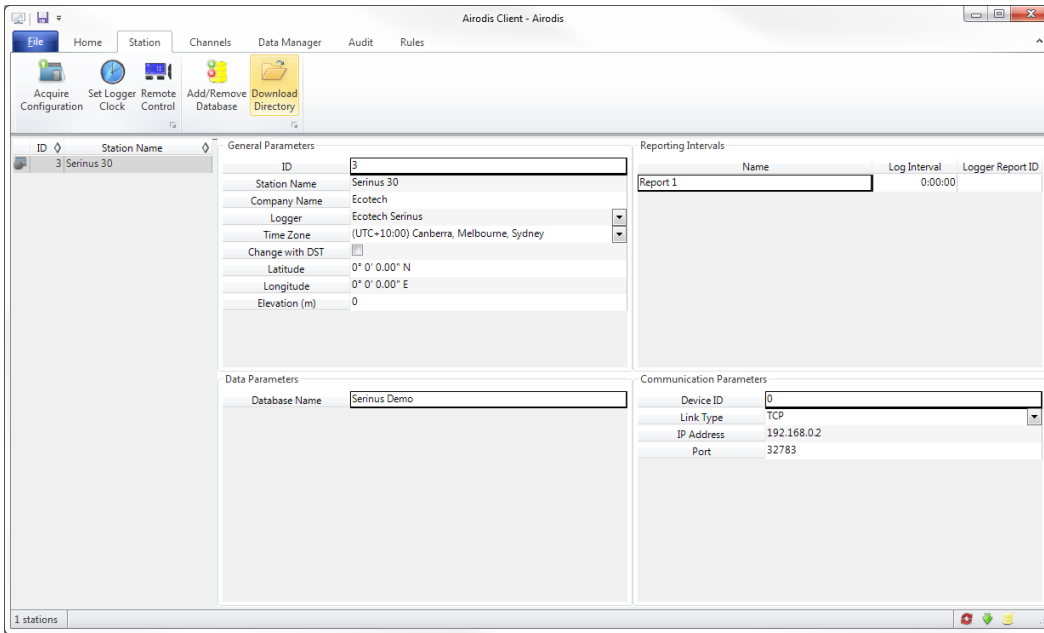 Airodis Client - Airodis
File Home Station Channels Data Manager Audit Rules
Acquire Configuration
Set Logger Clock
Remote Control
Add/Remove Database
Download Directory
ID Station Name
3 Serinus 30
General Parameters
ID 3
Station Name Serinus 30
Company Name Ecotech
Logger Ecotech Serinus
Time Zone (UTC+10:00) Canberra, Melbourne, Sydney
Change with DST
Latitude 0° 0' 0.00" N
Longitude 0° 0' 0.00" E
Elevation (m) 0
Reporting Intervals
Name Log Interval Logger Report ID
Report 1 0:00:00
Data Parameters
Database Name Serinus Demo
Communication Parameters
Device ID 0
Link Type TCP
IP Address 192.168.0.2
Port 32783
1 stations